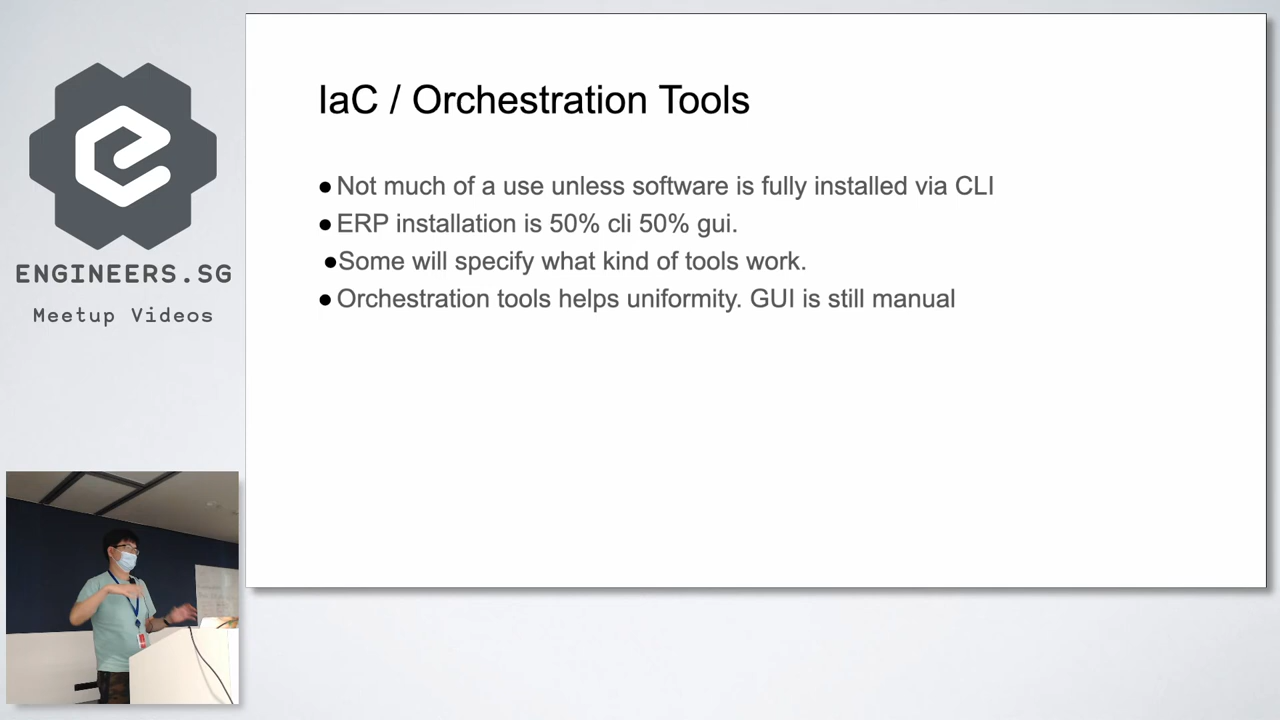 ENGINEERS.SG
Meetup Videos
IaC / Orchestration Tools
● Not much of a use unless software is fully installed via CLI
● ERP installation is 50% cli 50% gui.
● Some will specify what kind of tools work.
● Orchestration tools helps uniformity. GUI is still manual